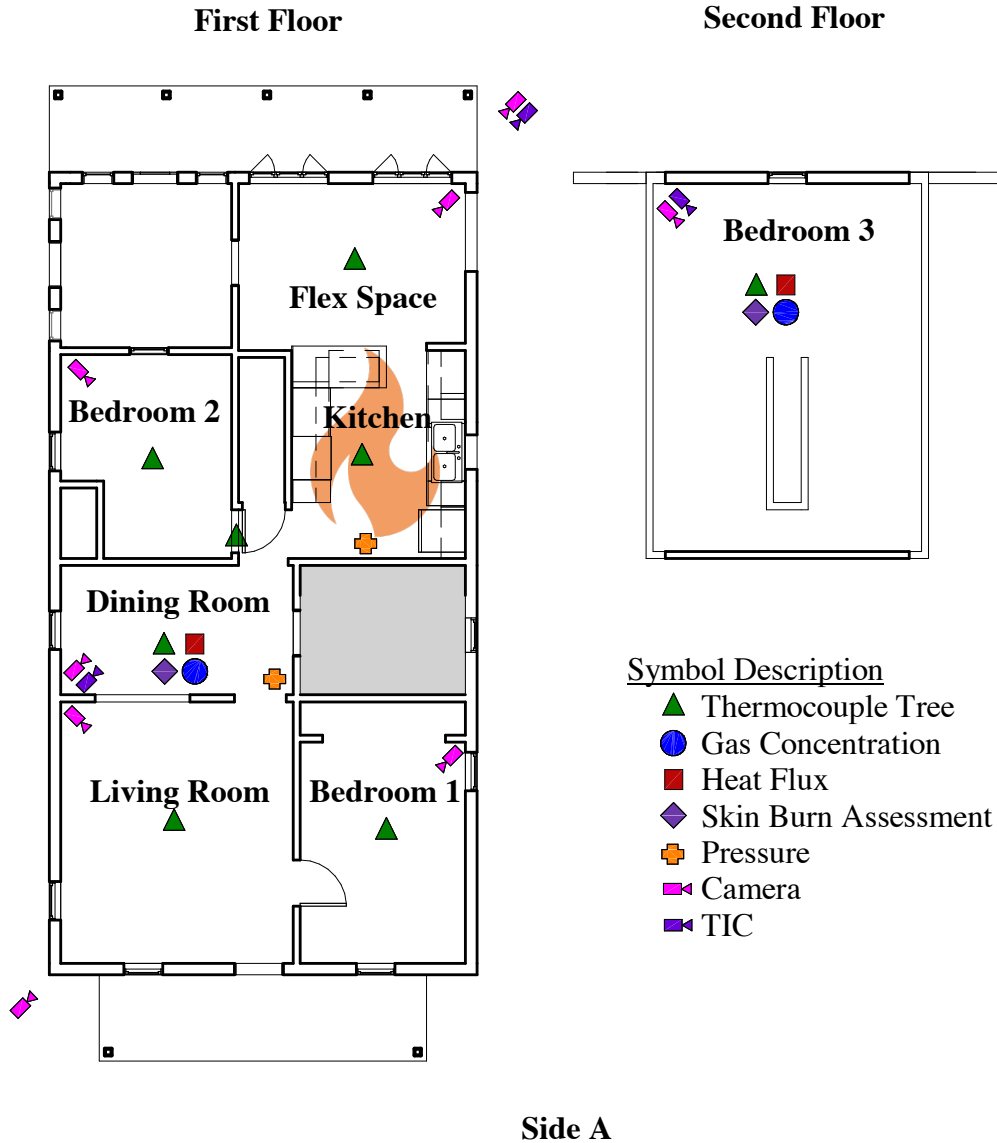 First Floor
Second Floor
Bedroom 3
Flex Space
Bedroom 2
Kitchen
Dining Room
Living Room
Bedroom 1
Symbol Description
Thermocouple Tree
Gas Concentration
Heat Flux
Skin Burn Assessment
Pressure
Camera
TIC
Side A